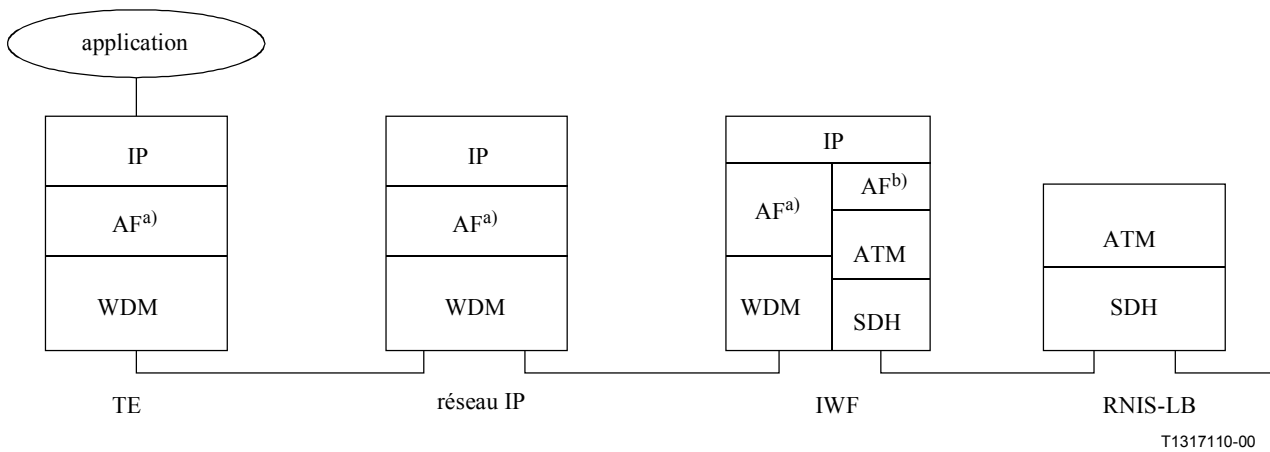 application
IP
AFa)
WDM
TE
IP
AFa)
WDM
réseau IP
IP
AFa)
WDM
AFb)
ATM
SDH
IWF
ATM
SDH
RNIS-LB
T1317110-00